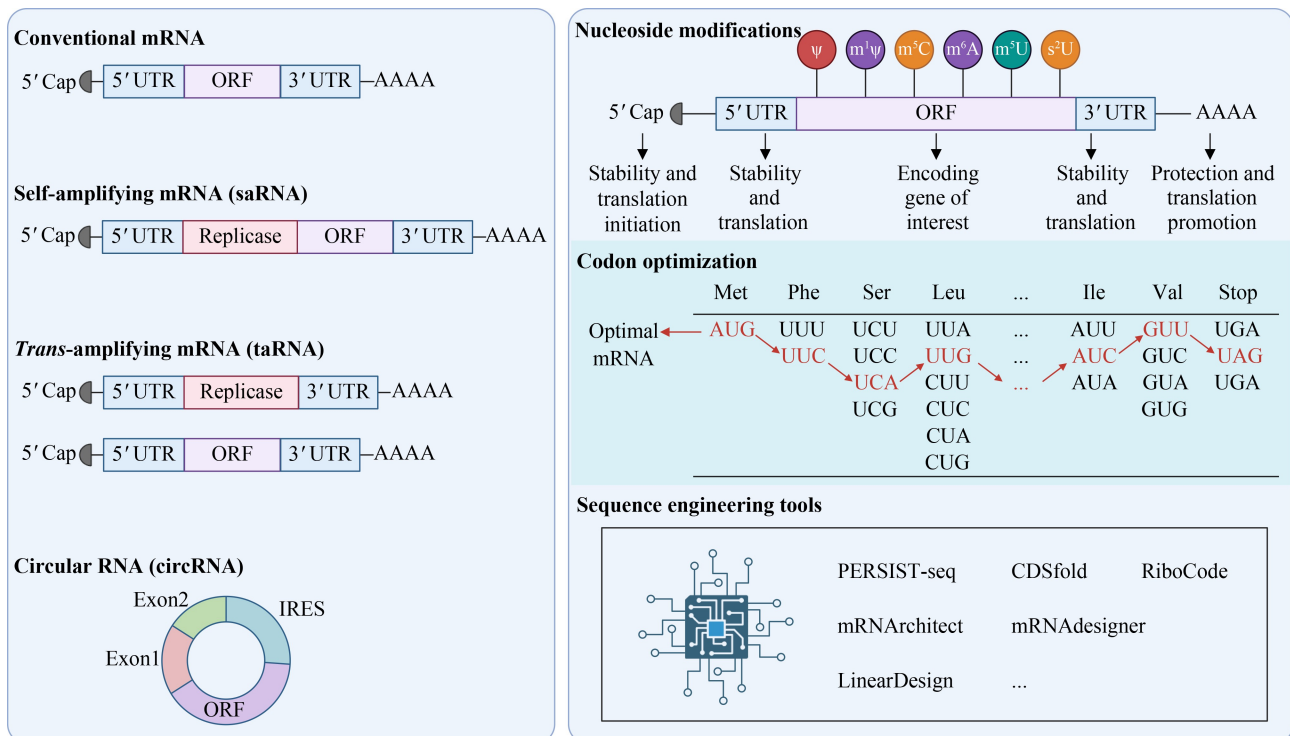 Conventional mRNA
5′ Cap 5′ UTR ORF 3′ UTR AAAA
Self-amplifying mRNA (saRNA)
5′ Cap 5′ UTR Replicase ORF 3′ UTR AAAA
Trans-amplifying mRNA (taRNA)
5′ Cap 5′ UTR Replicase 3′ UTR AAAA
5′ Cap 5′ UTR ORF 3′ UTR AAAA
Circular RNA (circRNA)
Exon2 IRES
Exon1
ORF
Nucleoside modifications
ψ m¹ψ m⁵C m⁶A m⁵U s²U
5′ Cap 5′ UTR ORF 3′ UTR AAAA
Stability and Stability Encoding Stability Protection and
translation and gene of and translation
initiation translation interest translation promotion
Codon optimization
Met Phe Ser Leu ... Ile Val Stop
Optimal AUG UUU UCU UUA ... AUU GUU UGA
mRNA UUC UCC UUG ... AUC GUC UAG
UCA CUU ... AUA GUA UGA
UCG CUC GUG
CUA
CUG
Sequence engineering tools
PERSIST-seq CDSfold RiboCode
mRNArchitect mRNAdesigner
LinearDesign ...